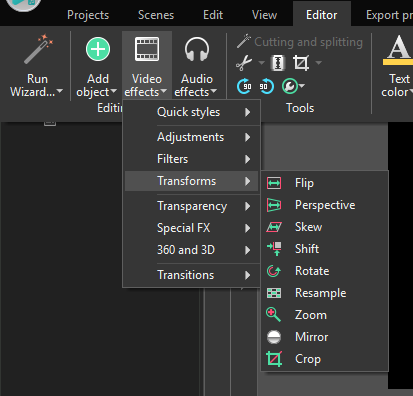 Projects Scenes Edit View Editor Export pr
Cutting and splitting
Run Wizard...
Add object
Video effects
Audio effects
90 90
A
Text color
Editi
Tools
Quick styles
Adjustments
Filters
Transforms
Transparency
Special FX
360 and 3D
Transitions
Flip
Perspective
Skew
Shift
Rotate
Resample
Zoom
Mirror
Crop